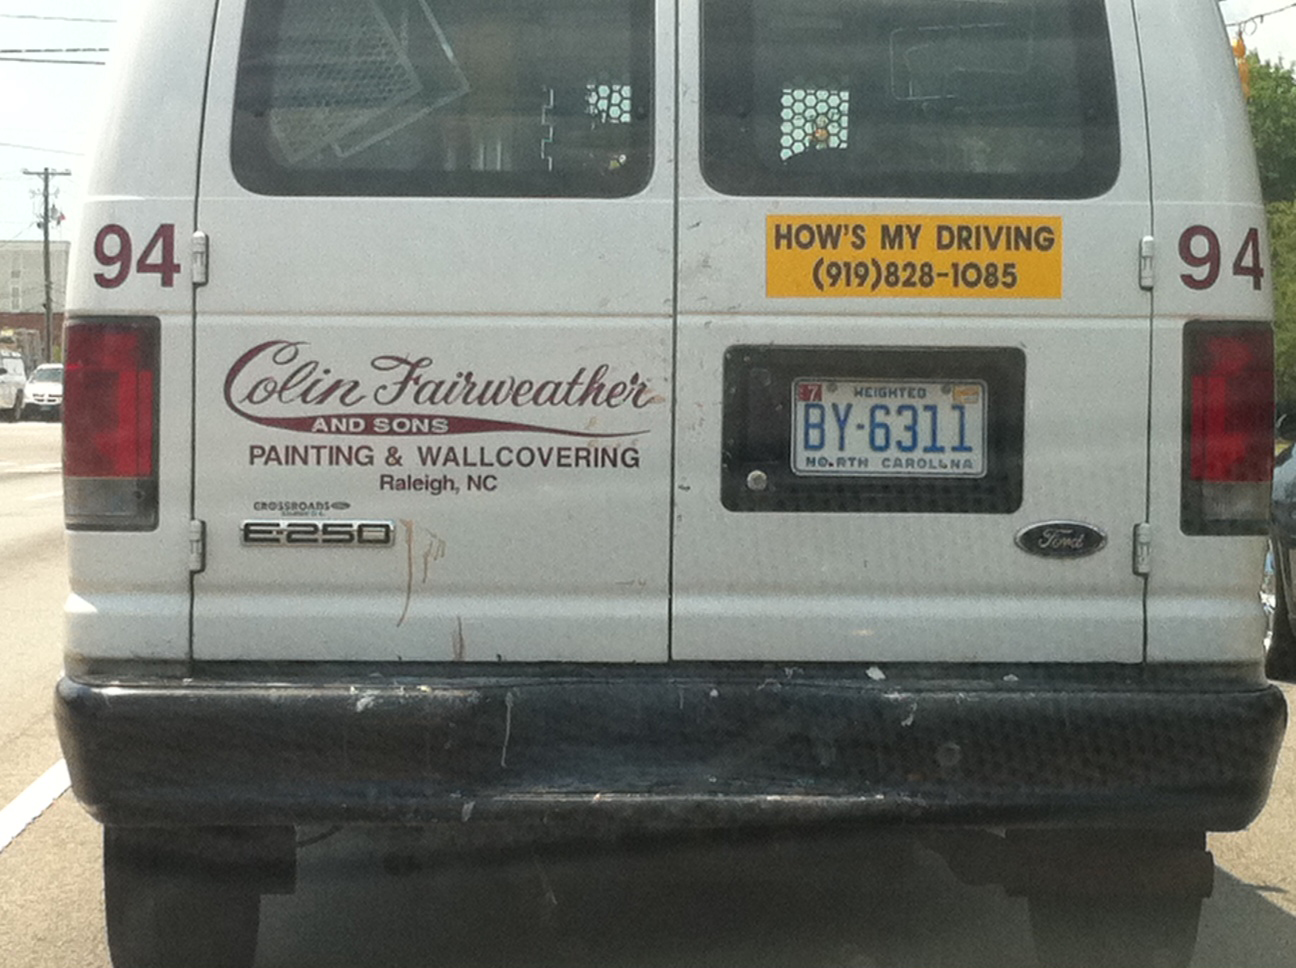 94
94
HOW'S MY DRIVING
(919)828-1085
Colin Fairweather
AND SONS
PAINTING & WALLCOVERING
Raleigh, NC
CROSSROADS
E-250
7
WEIGHTED
BY-6311
NORTH CAROLINA
Ford